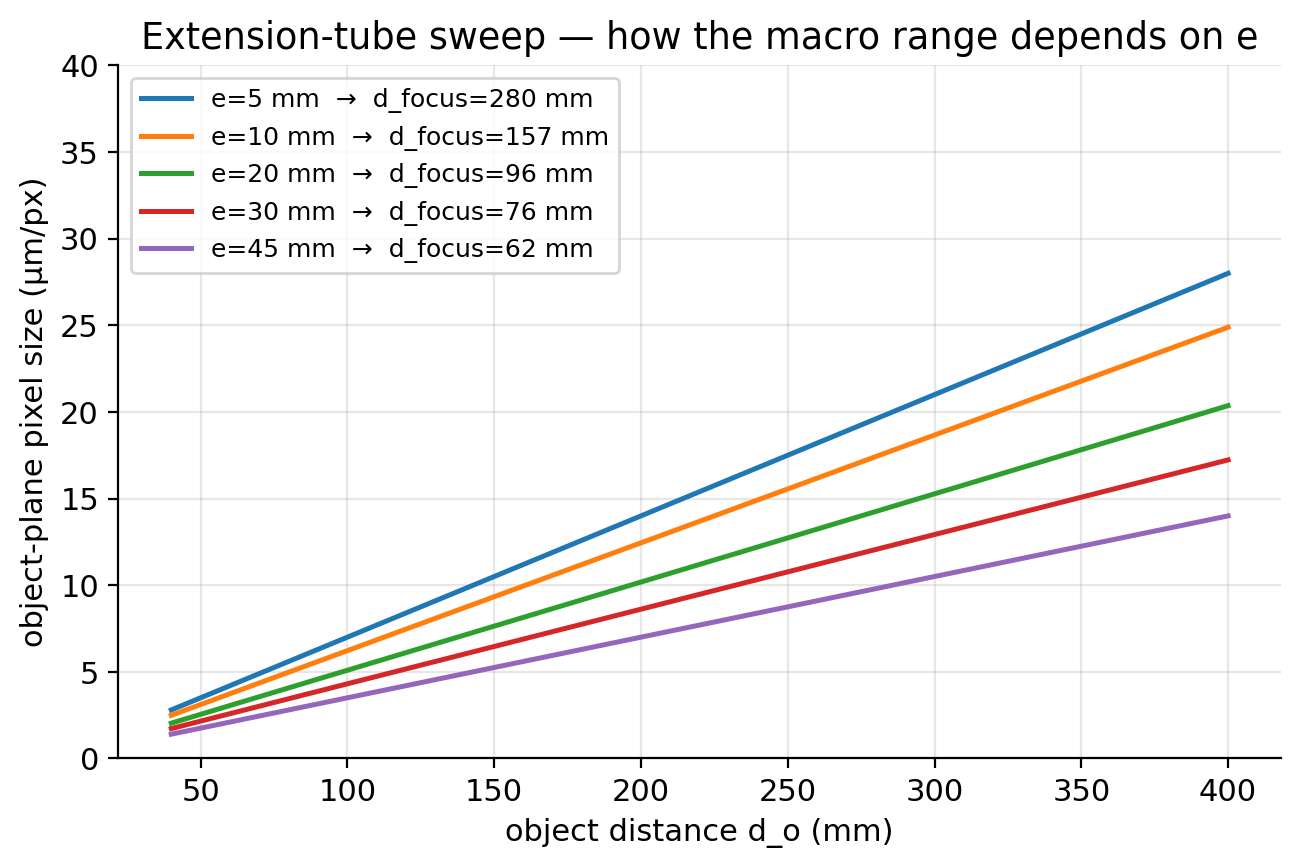 Extension-tube sweep — how the macro range depends on e
e=5 mm → d_focus=280 mm
e=10 mm → d_focus=157 mm
e=20 mm → d_focus=96 mm
e=30 mm → d_focus=76 mm
e=45 mm → d_focus=62 mm
object-plane pixel size (μm/px)
40
35
30
25
20
15
10
5
0
50 100 150 200 250 300 350 400
object distance d_o (mm)